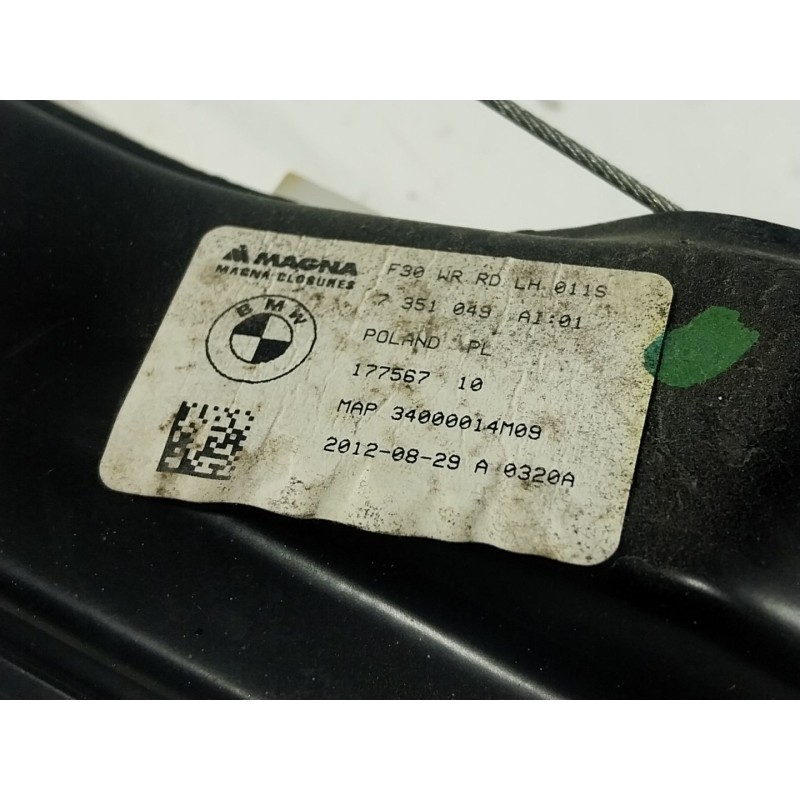 MAGNA
MAGNA CLOSURES
BMW
F30 WR RD LH 011S
7 351 049 AI:01
POLAND PL
177567 10
MAP 34000014M09
2012-08-29 A 0320A